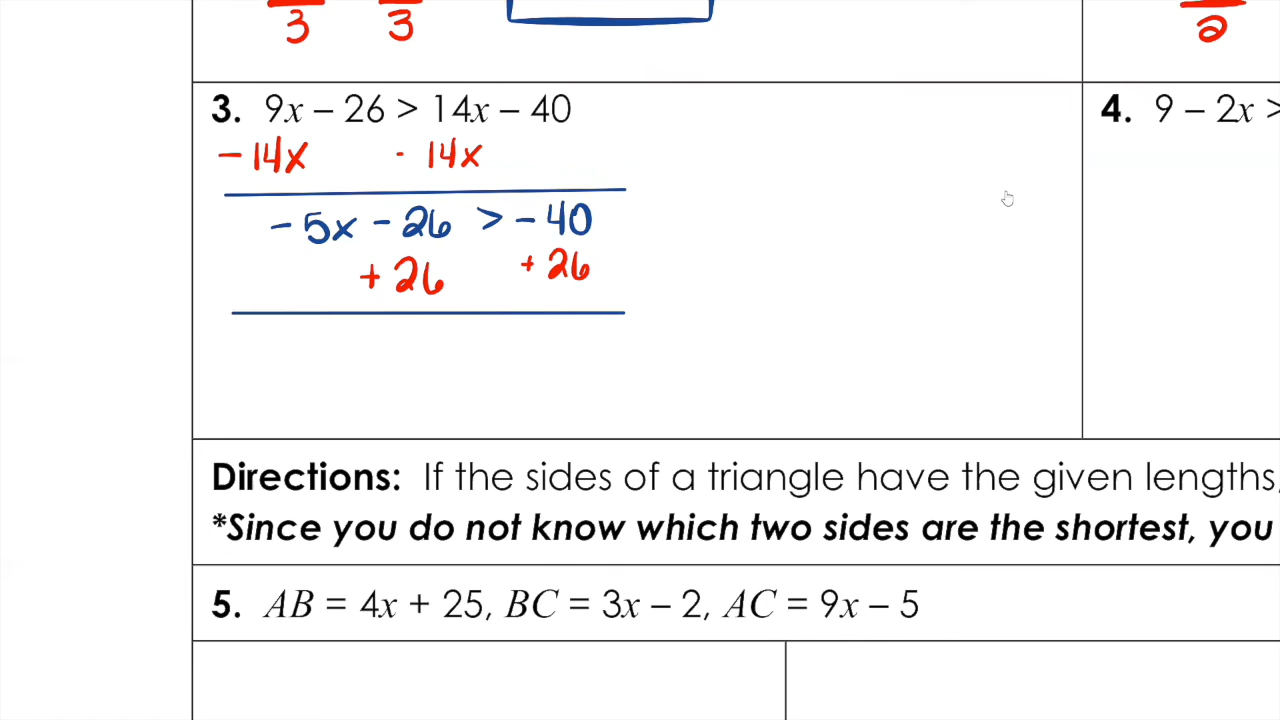 3 3 2
3. 9x – 26 > 14x – 40 4. 9 – 2x >
– 14x - 14x
– 5x – 26 > – 40
+ 26 + 26
Directions: If the sides of a triangle have the given lengths,
*Since you do not know which two sides are the shortest, you
5. AB = 4x + 25, BC = 3x – 2, AC = 9x – 5